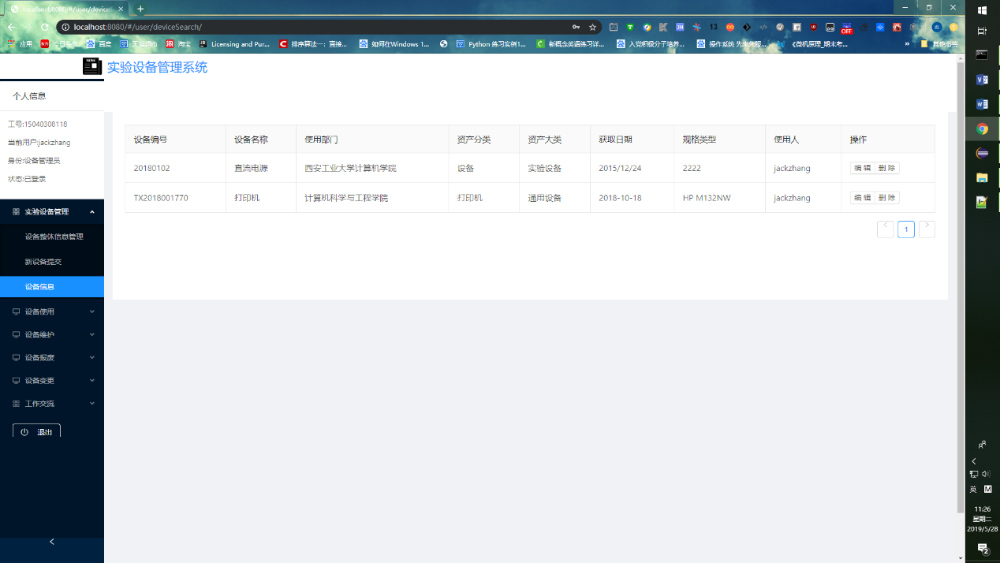 localhost:8080/#/user/device
localhost:8080/#/user/deviceSearch/
应用 今日头条 百度 天猫超市 淘宝 Licensing and Pur... 排序算法一：直接... 如何在Windows 1... Python 练习实例1... 新概念英语练习详... 入党积极分子培养... 操作系统 先来先服... 《微机原理_期末考... » 其他书签
实验设备管理系统
个人信息
工号:15040308118
当前用户:jackzhang
身份:设备管理员
状态:已登录
实验设备管理
设备整体信息管理
新设备提交
设备信息
设备使用
设备维护
设备报废
设备变更
工作交流
退出
设备编号 设备名称 使用部门 资产分类 资产大类 获取日期 规格类型 使用人 操作
20180102 直流电源 西安工业大学计算机学院 设备 实验设备 2015/12/24 2222 jackzhang 编 辑 删 除
TX2018001770 打印机 计算机科学与工程学院 打印机 通用设备 2018-10-18 HP M132NW jackzhang 编 辑 删 除
1
英 M
11:26
星期二
2019/5/28
2